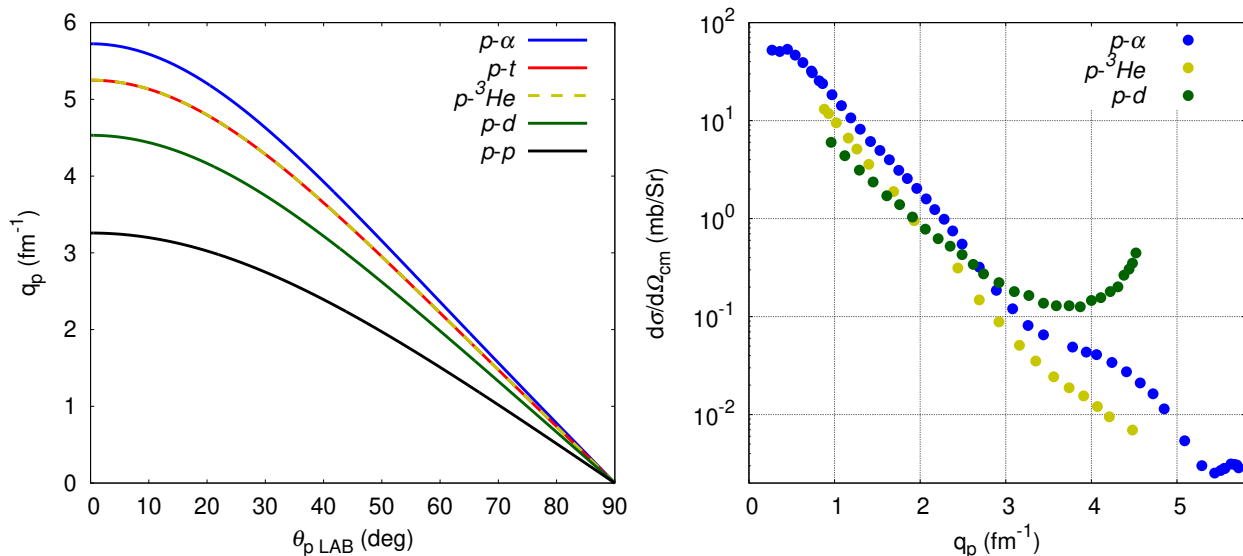 6
5
4
3
2
1
0
0 10 20 30 40 50 60 70 80 90
q_p (fm^-1)
θ_p LAB (deg)
p-α
p-t
p-³He
p-d
p-p
10^2
10^1
10^0
10^-1
10^-2
0 1 2 3 4 5
dσ/dΩ_cm (mb/Sr)
q_p (fm^-1)
p-α
p-³He
p-d